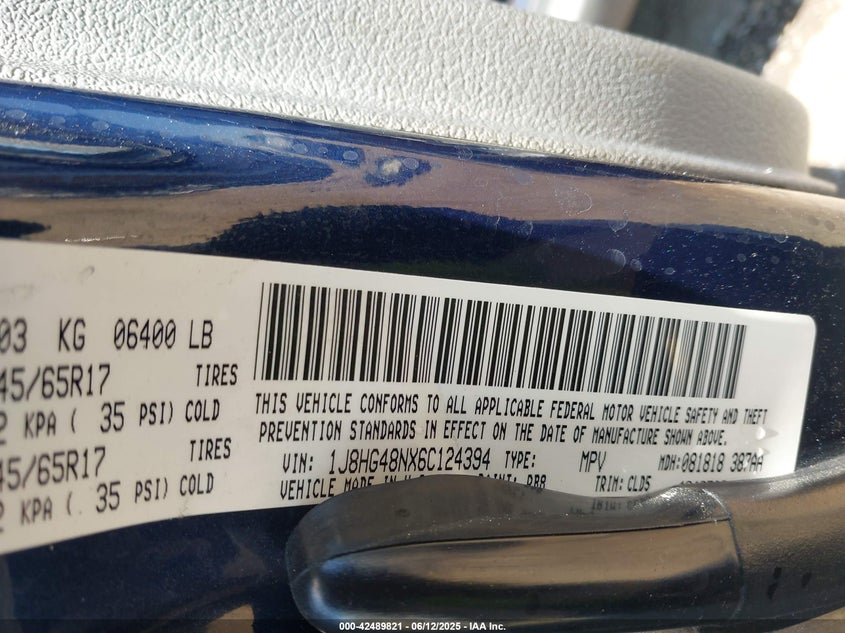 03 KG 06400 LB
45/65R17 TIRES
2 KPA ( 35 PSI) COLD
45/65R17 TIRES
2 KPA ( 35 PSI) COLD
THIS VEHICLE CONFORMS TO ALL APPLICABLE FEDERAL MOTOR VEHICLE SAFETY AND THEFT
PREVENTION STANDARDS IN EFFECT ON THE DATE OF MANUFACTURE SHOWN ABOVE.
VIN: 1J8HG48NX6C124394 TYPE: MPV MDH:081818 387AA
VEHICLE MADE IN PAINT: PB8 TRIM: CLD5
000-42489821 - 06/12/2025 - IAA Inc.